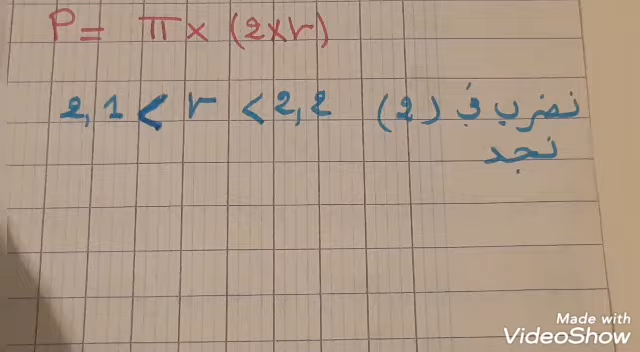 P = π × (2×r)
2,1 < r < 2,2 نضرب في (2)
نجد
Made with
VideoShow